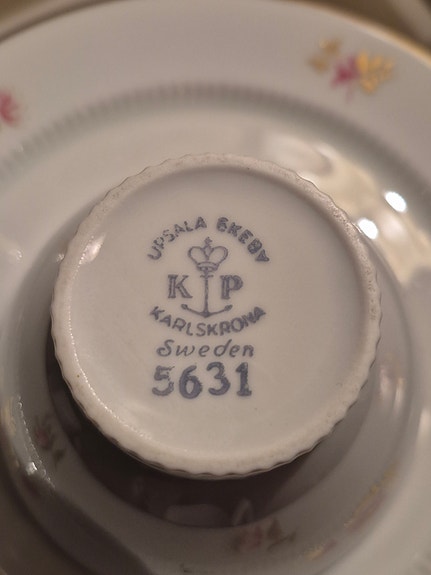 UPSALA EKEBY
K P
KARLSKRONA
Sweden
5631